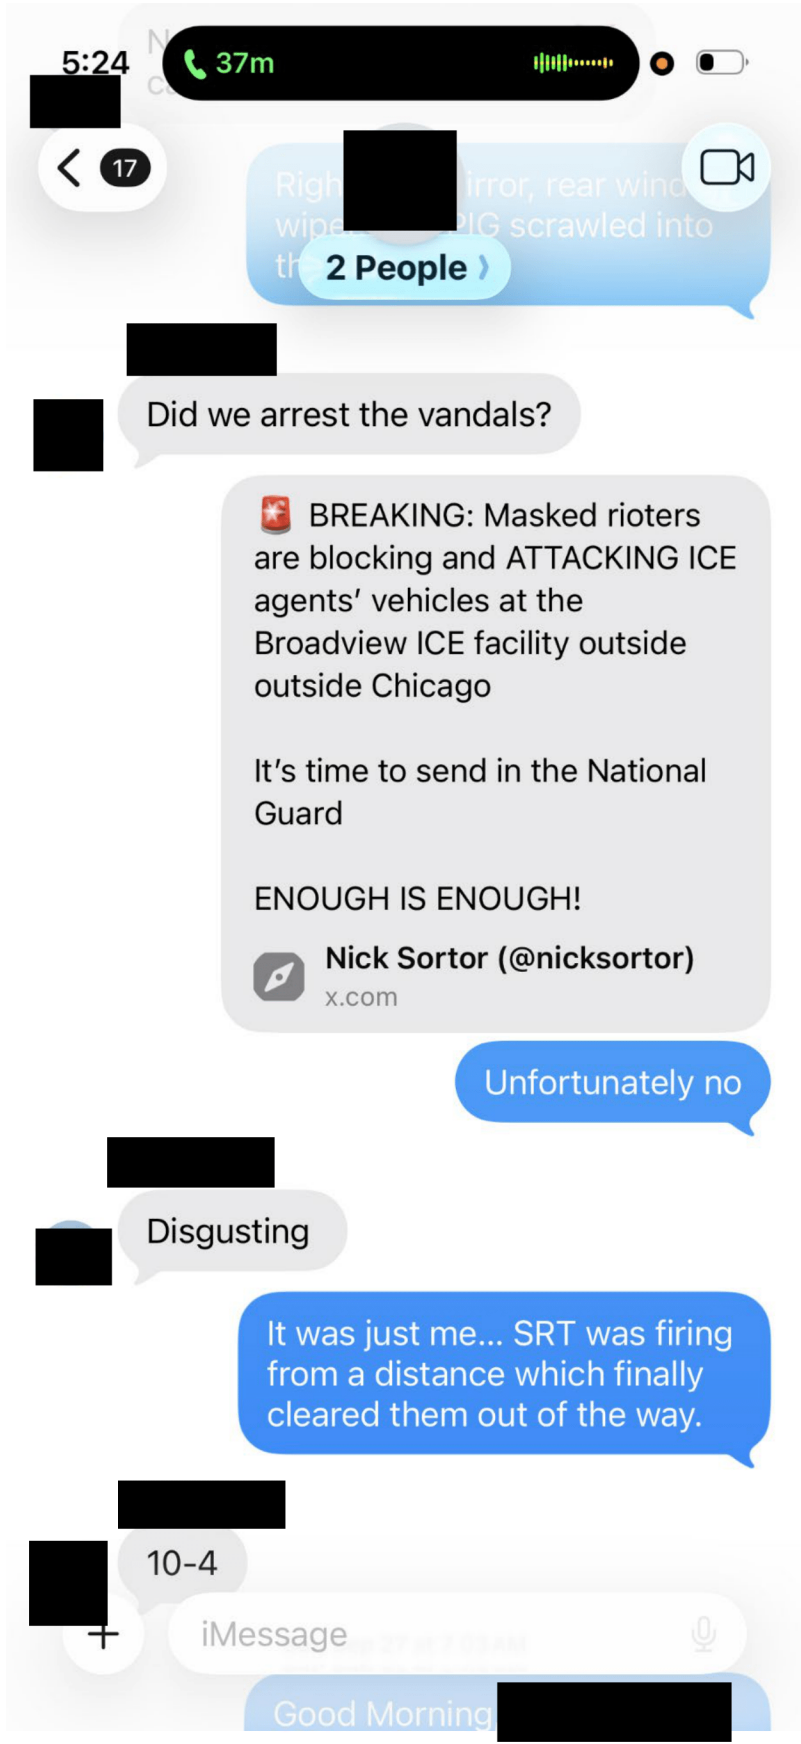 5:24
37m
17
Righ irror, rear wind
wipe PIG scrawled into
th
2 People
Did we arrest the vandals?
🚨 BREAKING: Masked rioters
are blocking and ATTACKING ICE
agents’ vehicles at the
Broadview ICE facility outside
outside Chicago
It’s time to send in the National
Guard
ENOUGH IS ENOUGH!
Nick Sortor (@nicksortor)
x.com
Unfortunately no
Disgusting
It was just me... SRT was firing
from a distance which finally
cleared them out of the way.
10-4
iMessage
Good Morning